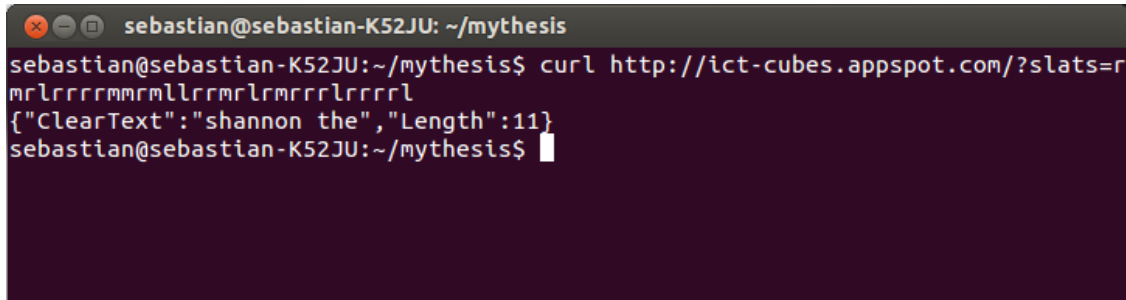 sebastian@sebastian-K52JU: ~/mythesis
sebastian@sebastian-K52JU:~/mythesis$ curl http://ict-cubes.appspot.com/?slats=r
mrlrrrrmmrmllrrmrlrmrrrlrrrrl
{"ClearText":"shannon the","Length":11}
sebastian@sebastian-K52JU:~/mythesis$